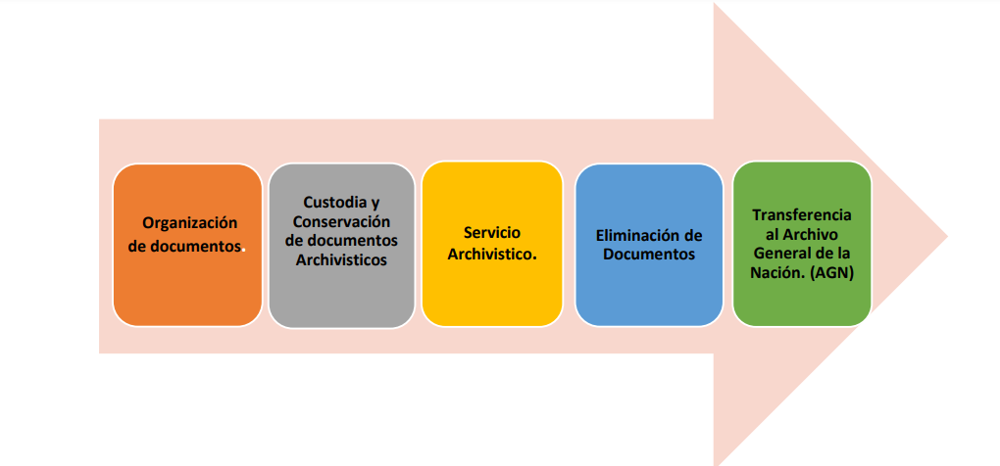 Organización
de documentos.
Custodia y
Conservación
de documentos
Archivisticos
Servicio
Archivistico.
Eliminación de
Documentos
Transferencia
al Archivo
General de la
Nación. (AGN)